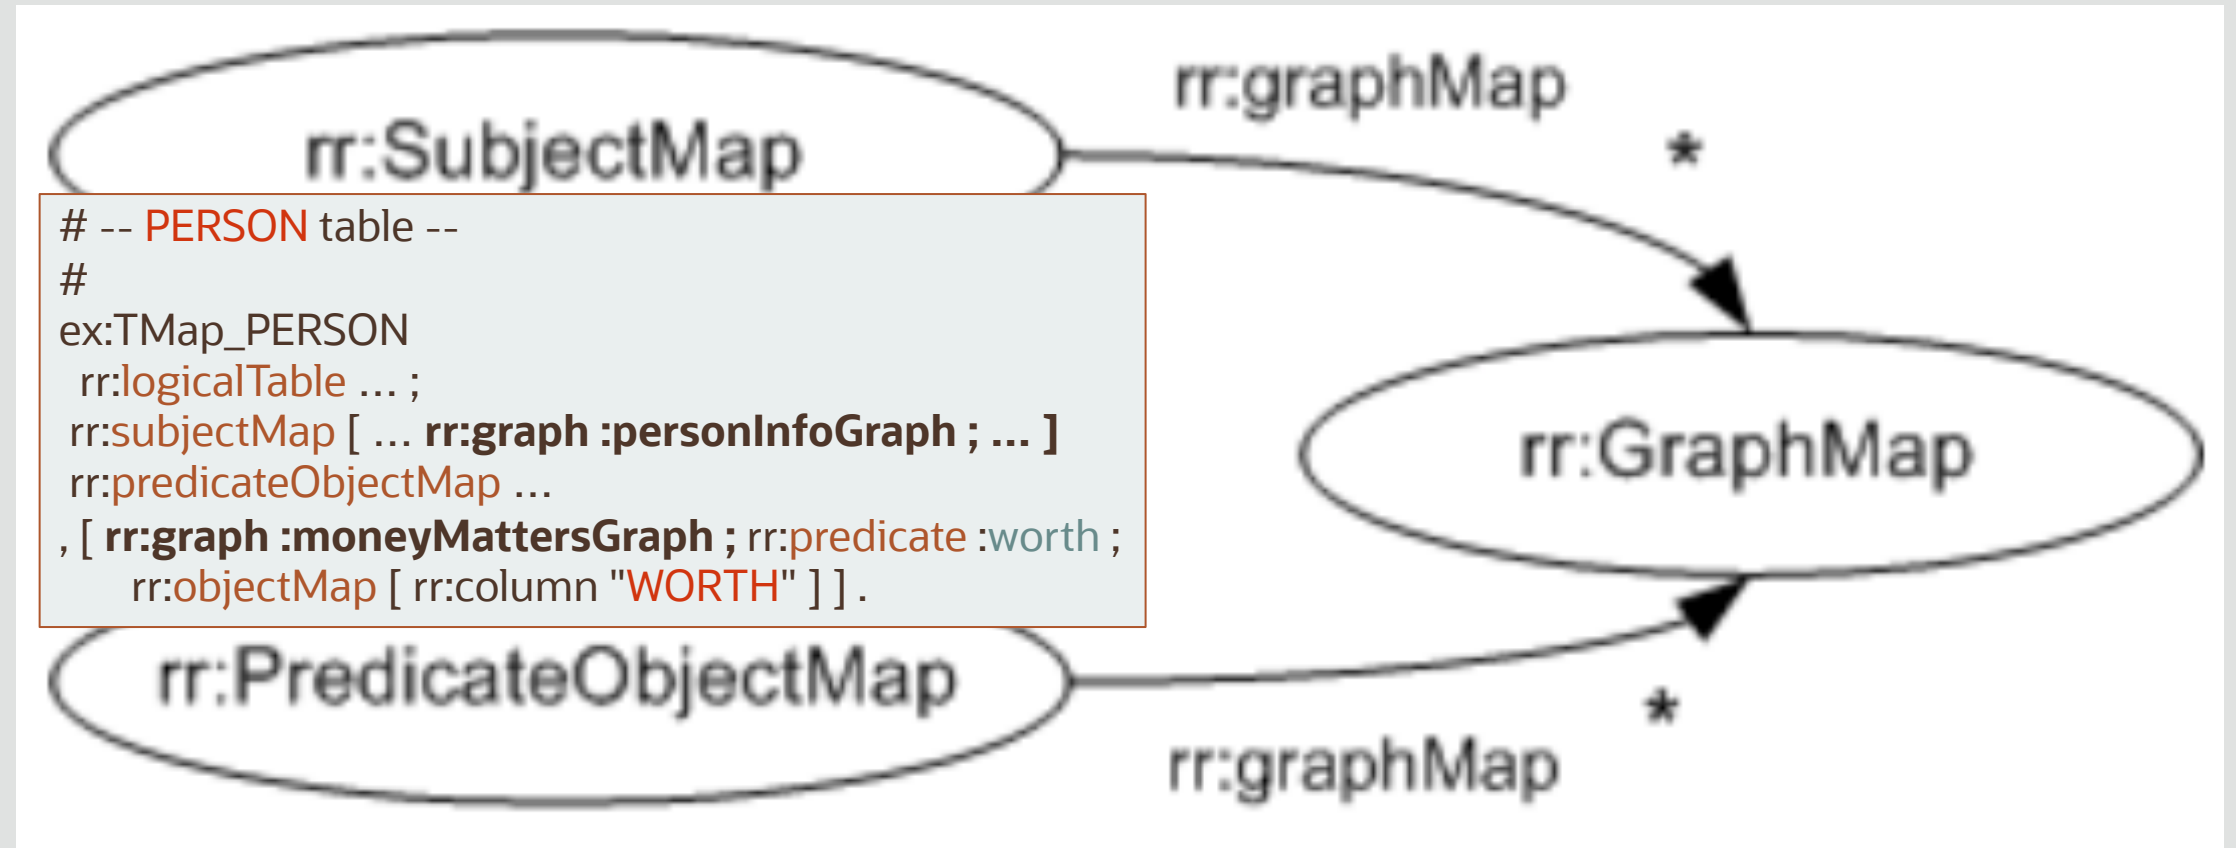 rr:SubjectMap
rr:graphMap
*
# -- PERSON table --
#
ex:TMap_PERSON
rr:logicalTable ... ;
rr:subjectMap [ ... rr:graph :personInfoGraph ; ... ]
rr:predicateObjectMap ...
, [ rr:graph :moneyMattersGraph ; rr:predicate :worth ;
rr:objectMap [ rr:column "WORTH" ] ] .
rr:GraphMap
rr:PredicateObjectMap
*
rr:graphMap